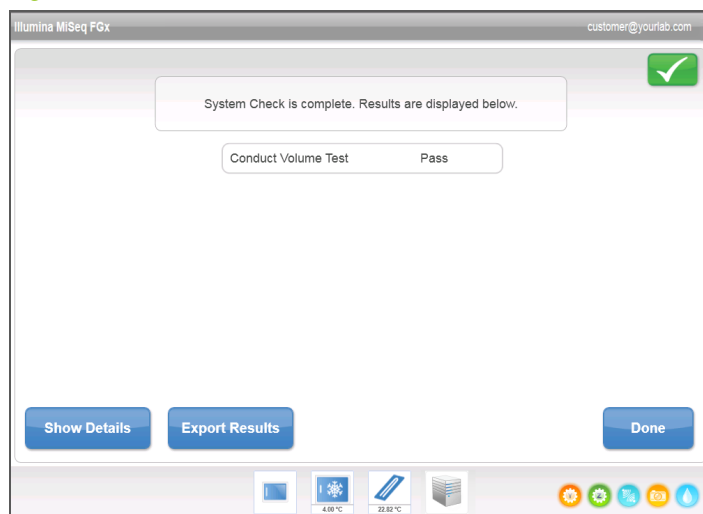 Illumina MiSeq FGx customer@yourlab.com
System Check is complete. Results are displayed below.
Conduct Volume Test Pass
Show Details Export Results Done
4.00 °C 22.82 °C